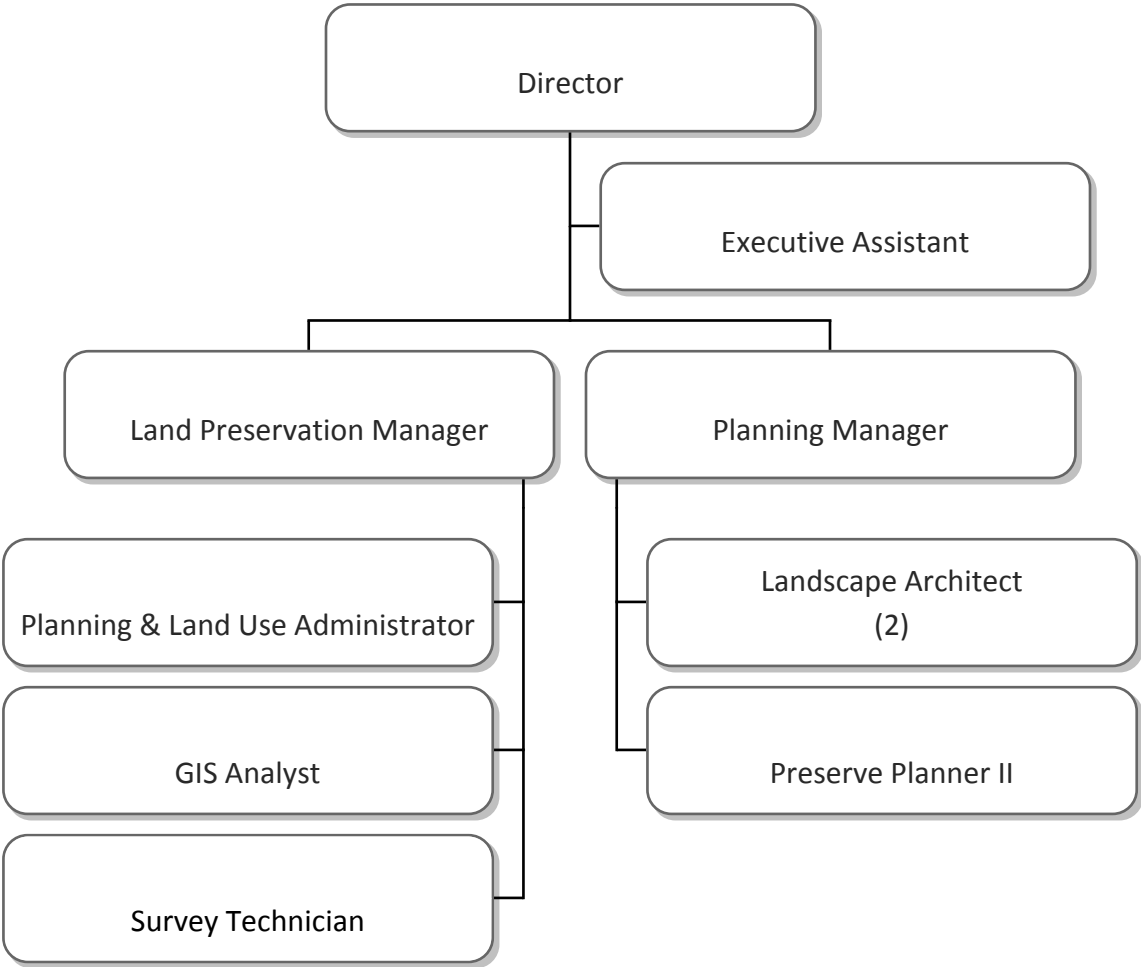 Director
Executive Assistant
Land Preservation Manager
Planning Manager
Planning & Land Use Administrator
GIS Analyst
Survey Technician
Landscape Architect
(2)
Preserve Planner II